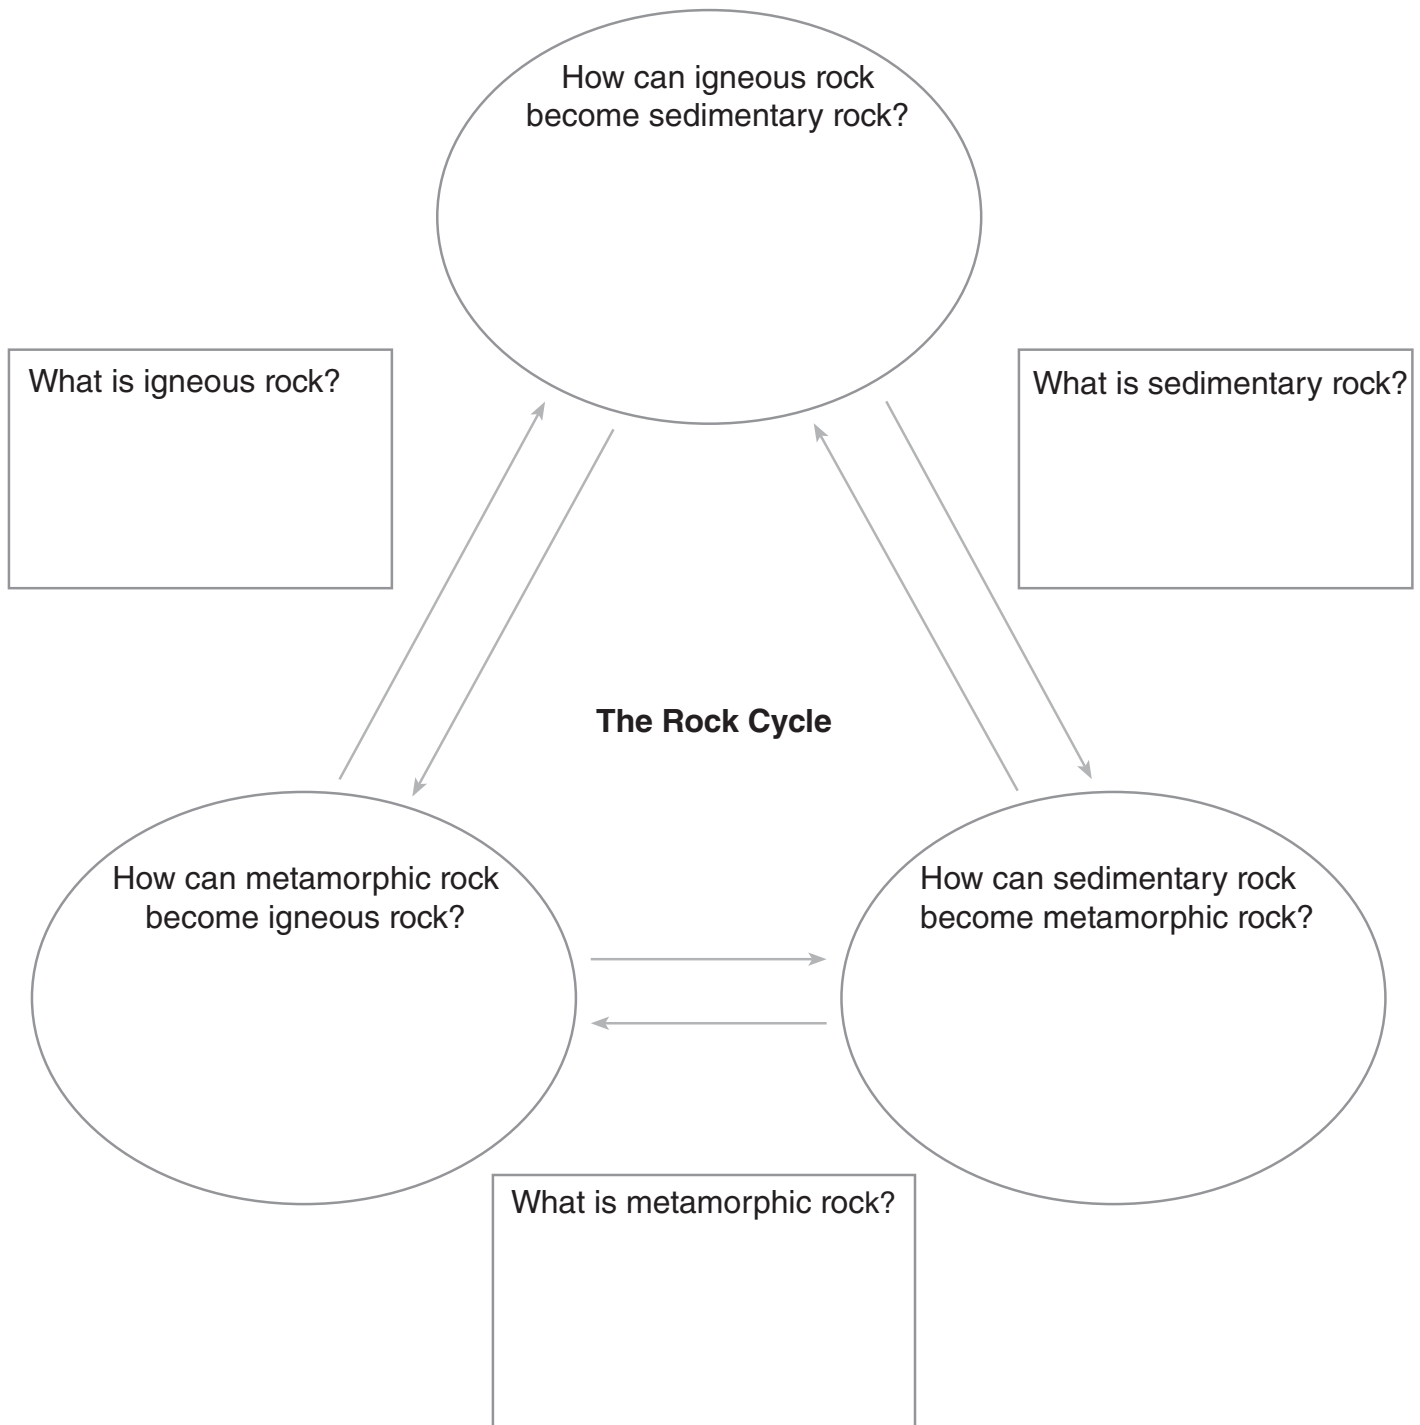 How can igneous rock
become sedimentary rock?
What is igneous rock?
What is sedimentary rock?
The Rock Cycle
How can metamorphic rock
become igneous rock?
How can sedimentary rock
become metamorphic rock?
What is metamorphic rock?